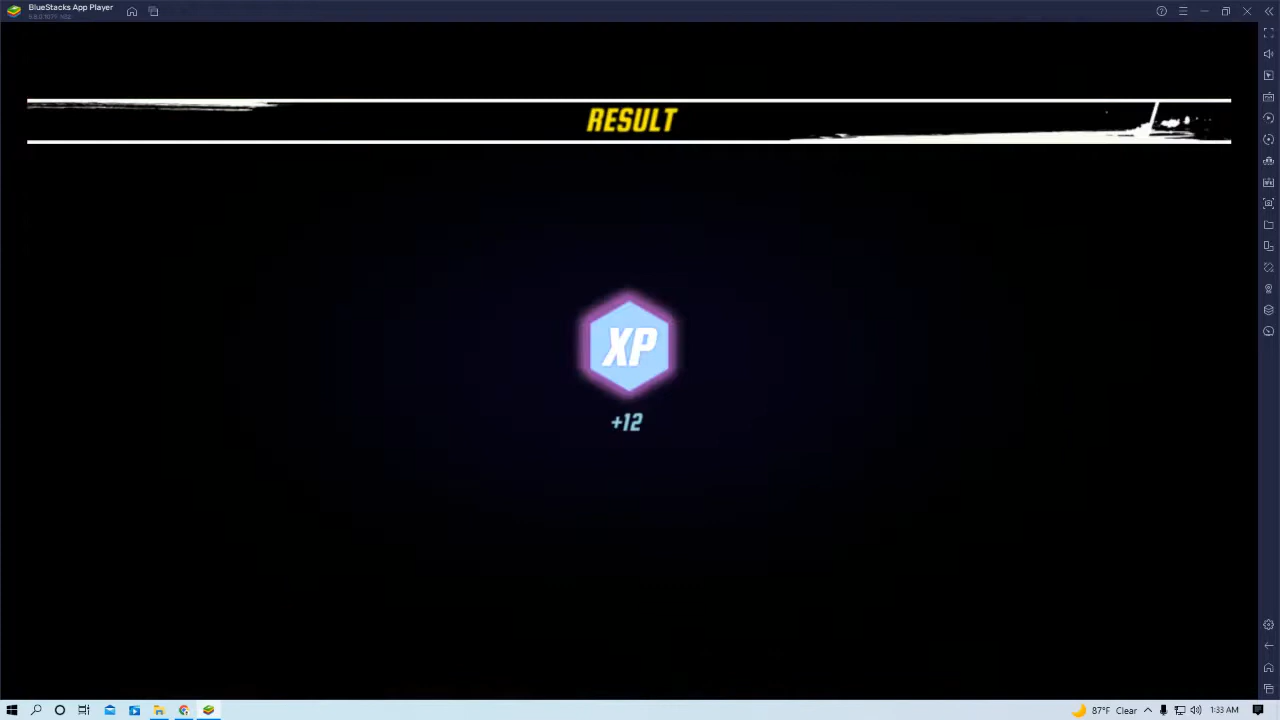 BlueStacks App Player
RESULT
XP
+12
87°F Clear
1:33 AM